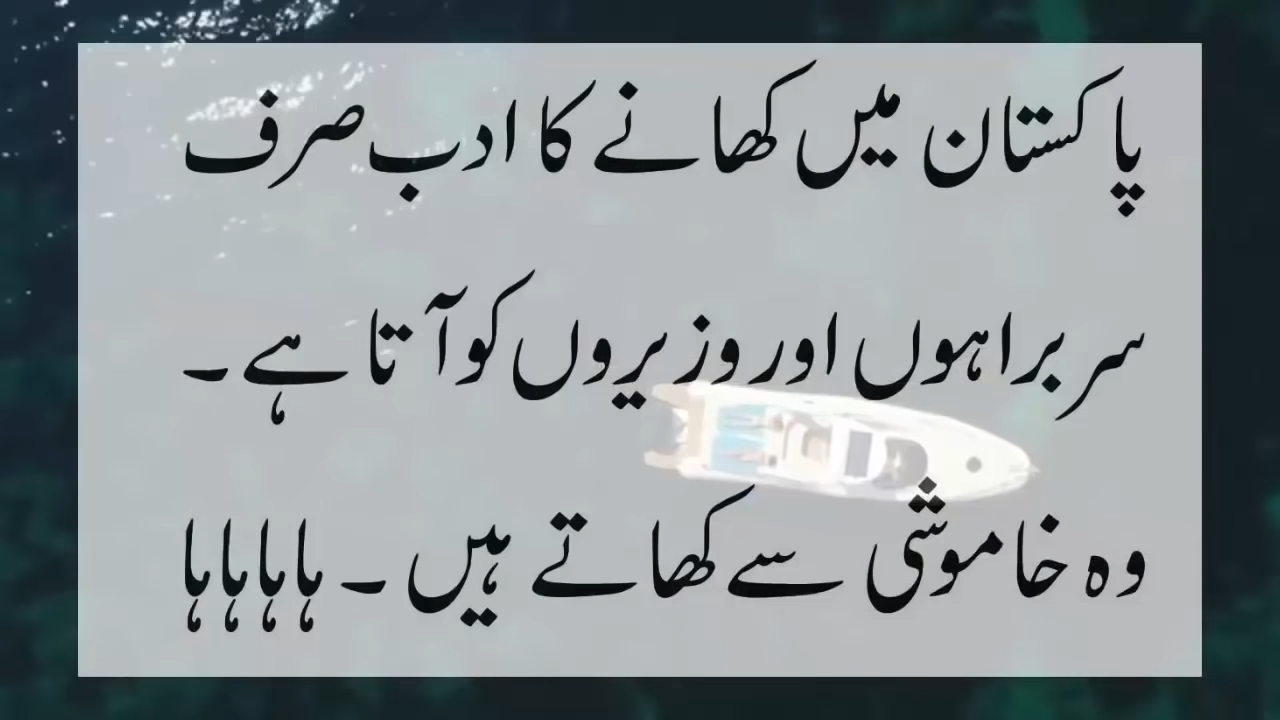 پاکستان میں کھانے کا ادب صرف
سربراہوں اور وزیروں کو آتا ہے۔
وہ خاموشی سے کھاتے ہیں۔ ہاہاہاہا